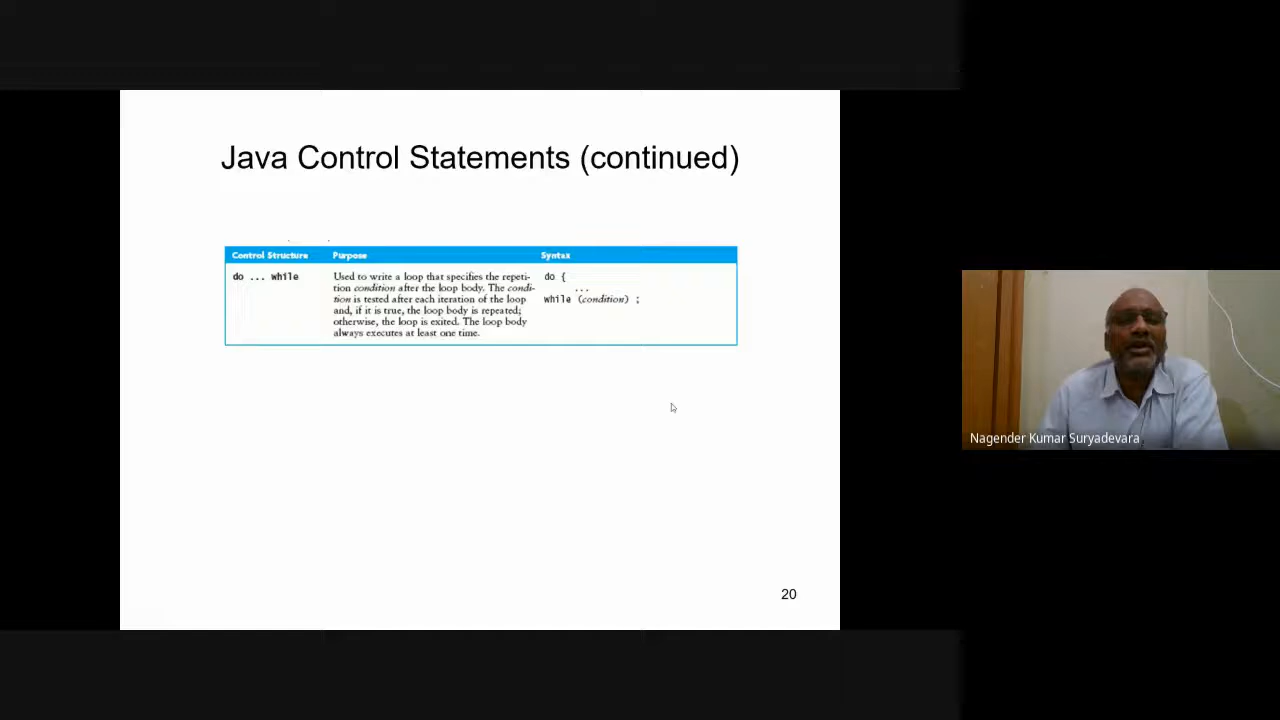 Java Control Statements (continued)
Control Structure Purpose Syntax
do ... while Used to write a loop that specifies the repeti- do {
tion condition after the loop body. The condi- ...
tion is tested after each iteration of the loop while (condition) ;
and, if it is true, the loop body is repeated;
otherwise, the loop is exited. The loop body
always executes at least one time.
20
Nagender Kumar Suryadevara